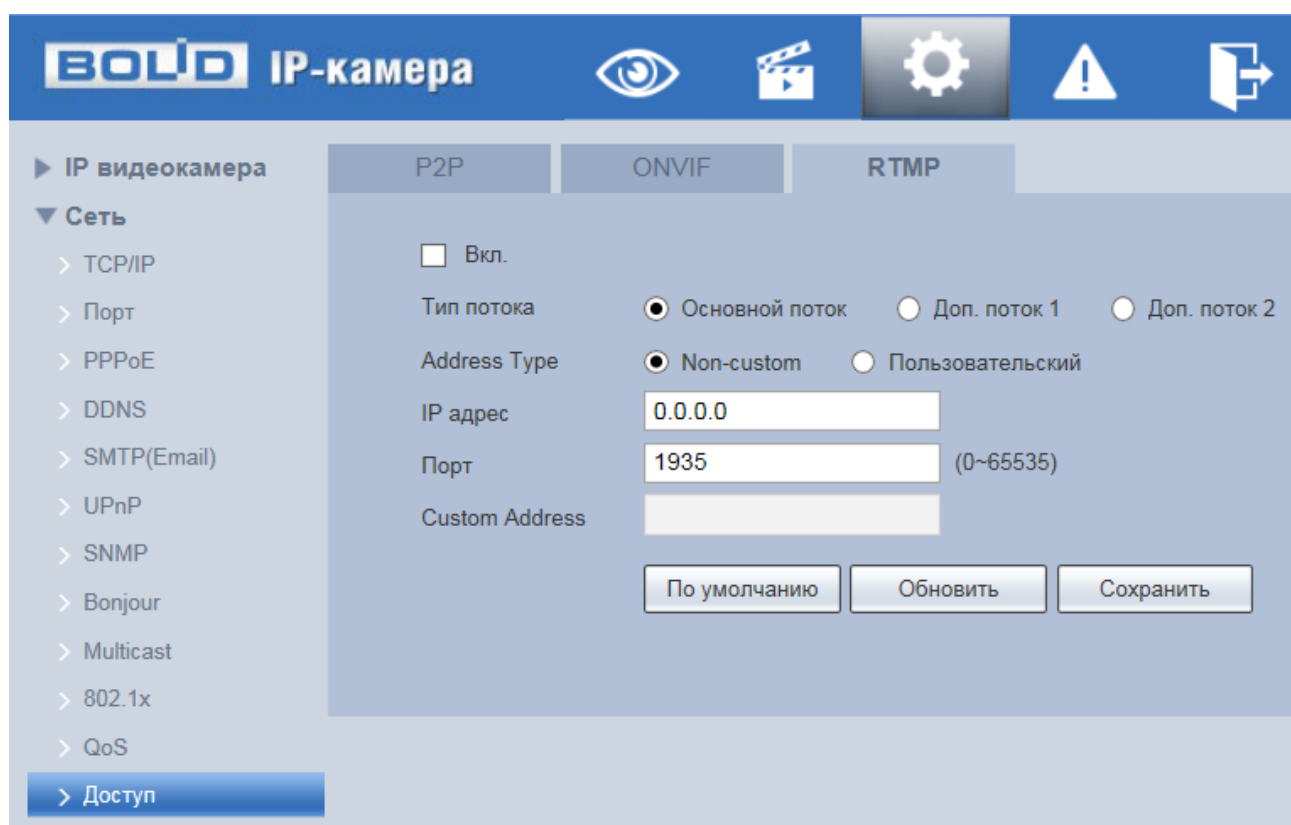 BOLID IP-камера
IP видеокамера
Сеть
TCP/IP
Порт
PPPoE
DDNS
SMTP(Email)
UPnP
SNMP
Bonjour
Multicast
802.1x
QoS
Доступ
P2P ONVIF RTMP
Вкл.
Тип потока Основной поток Доп. поток 1 Доп. поток 2
Address Type Non-custom Пользовательский
IP адрес 0.0.0.0
Порт 1935 (0~65535)
Custom Address
По умолчанию Обновить Сохранить